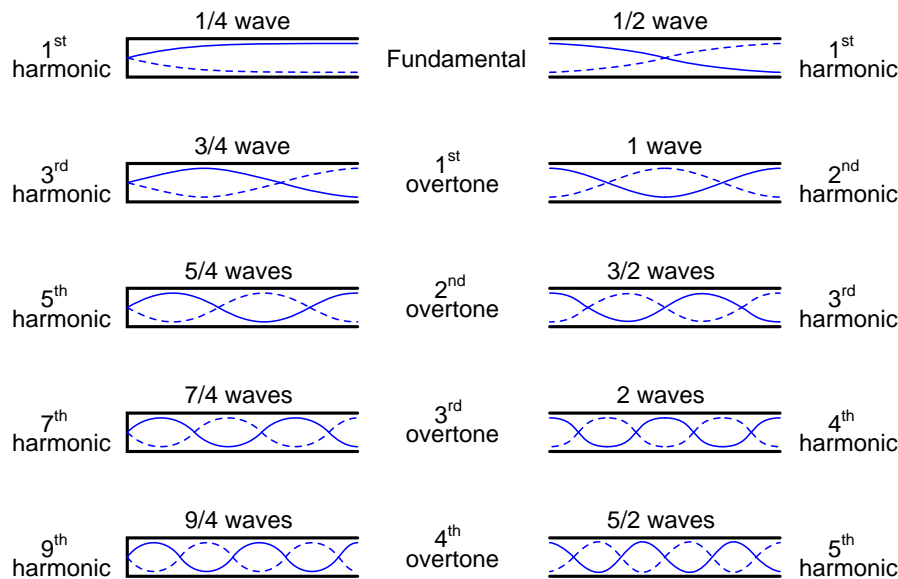 1/4 wave 1/2 wave
1st harmonic Fundamental 1st harmonic
3/4 wave 1 wave
3rd harmonic 1st overtone 2nd harmonic
5/4 waves 3/2 waves
5th harmonic 2nd overtone 3rd harmonic
7/4 waves 2 waves
7th harmonic 3rd overtone 4th harmonic
9/4 waves 5/2 waves
9th harmonic 4th overtone 5th harmonic